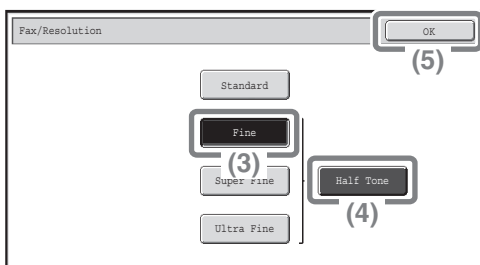 Fax/Resolution
OK
(5)
Standard
Fine
(3)
Super Fine
Half Tone
(4)
Ultra Fine